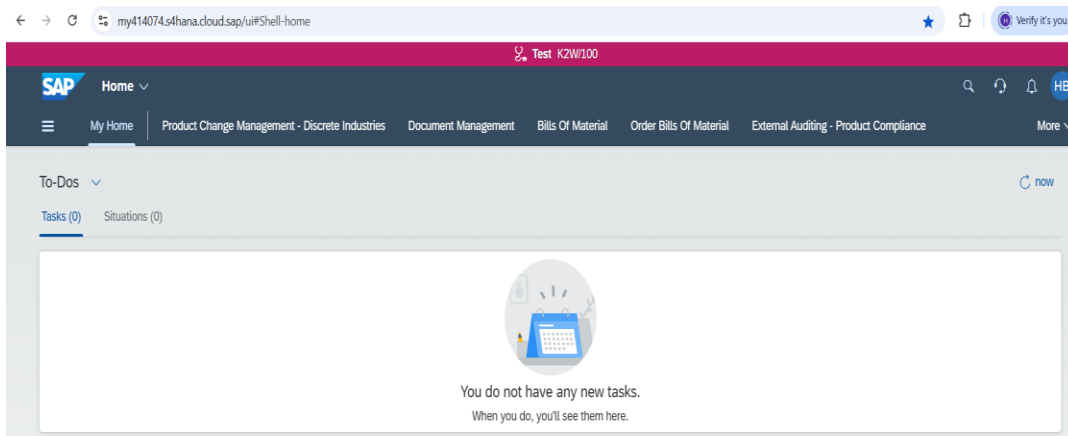 my414074.s4hana.cloud.sap/ui#Shell-home
H Verify it's you
Test K2W/100
SAP Home
HB
My Home Product Change Management - Discrete Industries Document Management Bills Of Material Order Bills Of Material External Auditing - Product Compliance More
To-Dos
now
Tasks (0) Situations (0)
You do not have any new tasks.
When you do, you'll see them here.